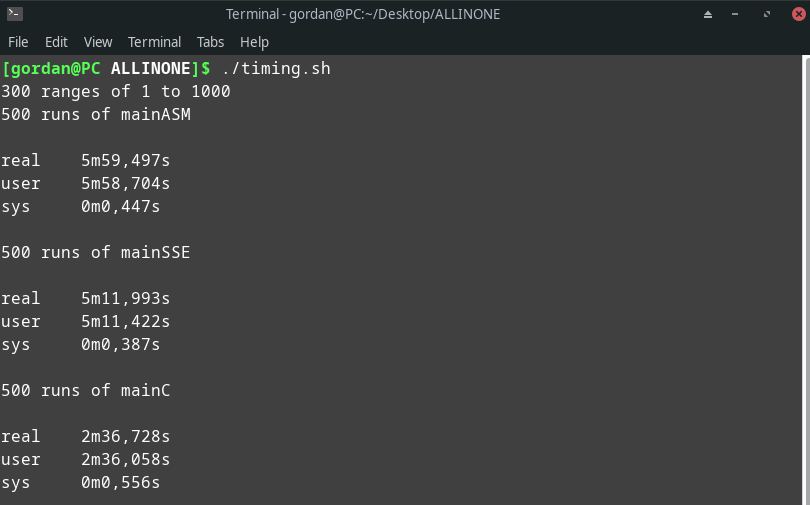 Terminal - gordan@PC:~/Desktop/ALLINONE
File Edit View Terminal Tabs Help
[gordan@PC ALLINONE]$ ./timing.sh
300 ranges of 1 to 1000
500 runs of mainASM
real 5m59,497s
user 5m58,704s
sys 0m0,447s
500 runs of mainSSE
real 5m11,993s
user 5m11,422s
sys 0m0,387s
500 runs of mainC
real 2m36,728s
user 2m36,058s
sys 0m0,556s